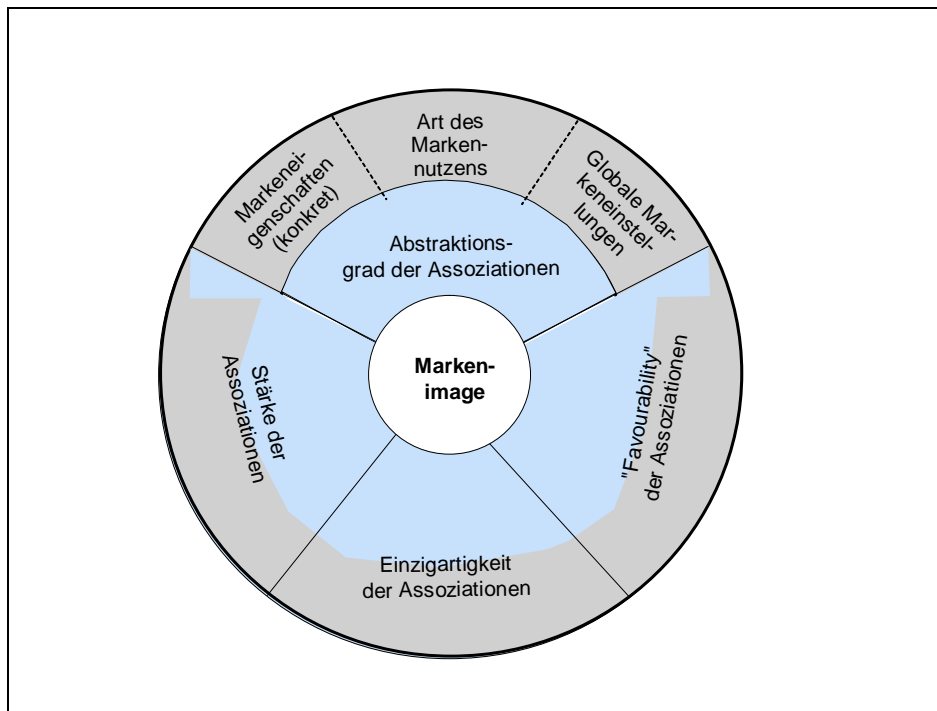 Markenei-
genschaften
(konkret)
Art des
Marken-
nutzens
Globale Mar-
keneinstel-
lungen
Abstraktions-
grad der Assoziationen
Marken-
image
Stärke der
Assoziationen
"Favourability"
der Assoziationen
Einzigartigkeit
der Assoziationen